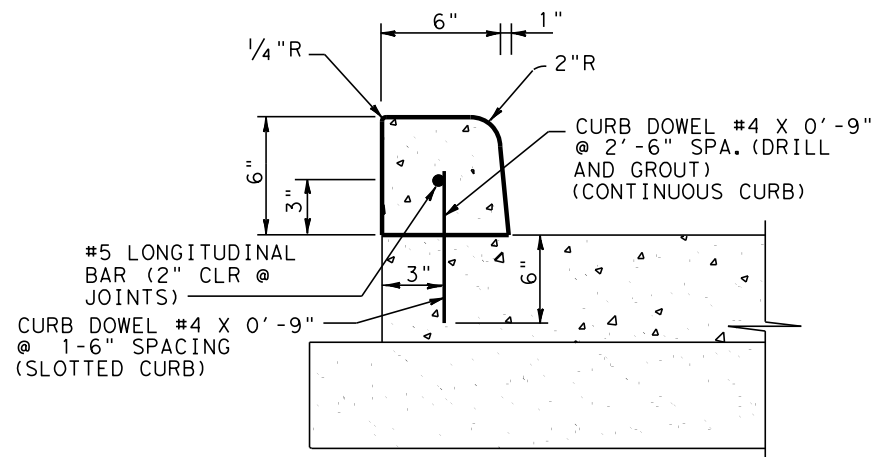 6"
1"
1/4"R
2"R
CURB DOWEL #4 X 0'-9"
@ 2'-6" SPA. (DRILL
AND GROUT)
(CONTINUOUS CURB)
6"
3"
#5 LONGITUDINAL
BAR (2" CLR @
JOINTS)
3"
6"
CURB DOWEL #4 X 0'-9"
@ 1-6" SPACING
(SLOTTED CURB)